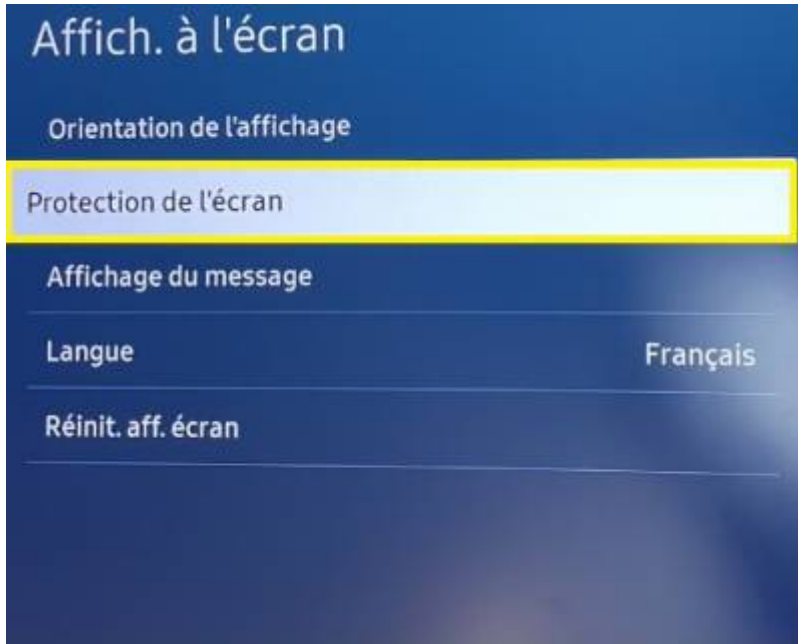 Affich. à l'écran
Orientation de l'affichage
Protection de l'écran
Affichage du message
Langue Français
Réinit. aff. écran